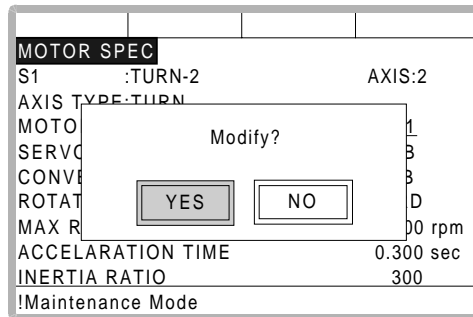 MOTOR SPEC
S1 :TURN-2 AXIS:2
AXIS TYPE:TURN
Modify?
YES NO
rpm
ACCELARATION TIME 0.300 sec
INERTIA RATIO 300
!Maintenance Mode